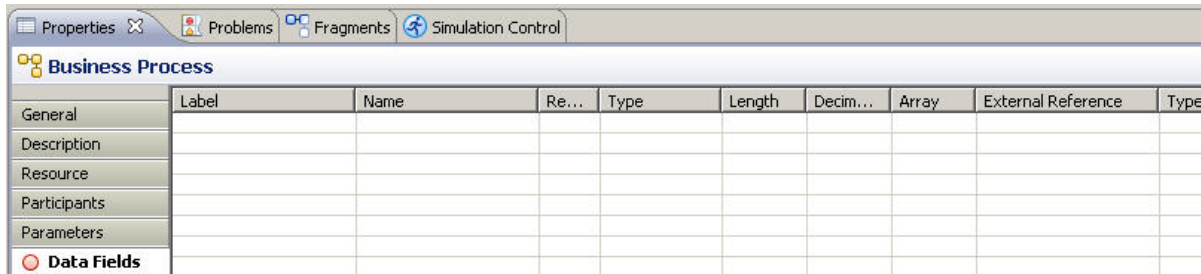 Properties Problems Fragments Simulation Control
Business Process
Label Name Re... Type Length Decim... Array External Reference Type
General
Description
Resource
Participants
Parameters
Data Fields